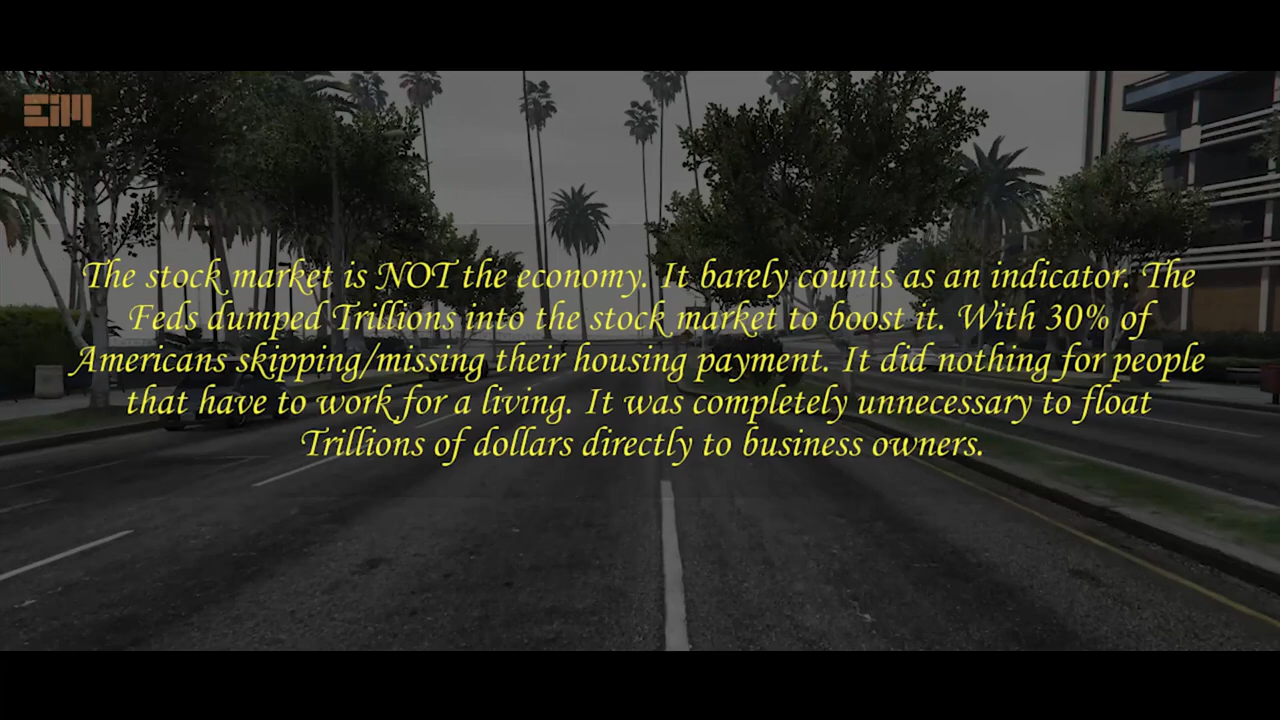 EiM
The stock market is NOT the economy. It barely counts as an indicator. The
Feds dumped Trillions into the stock market to boost it. With 30% of
Americans skipping/missing their housing payment. It did nothing for people
that have to work for a living. It was completely unnecessary to float
Trillions of dollars directly to business owners.